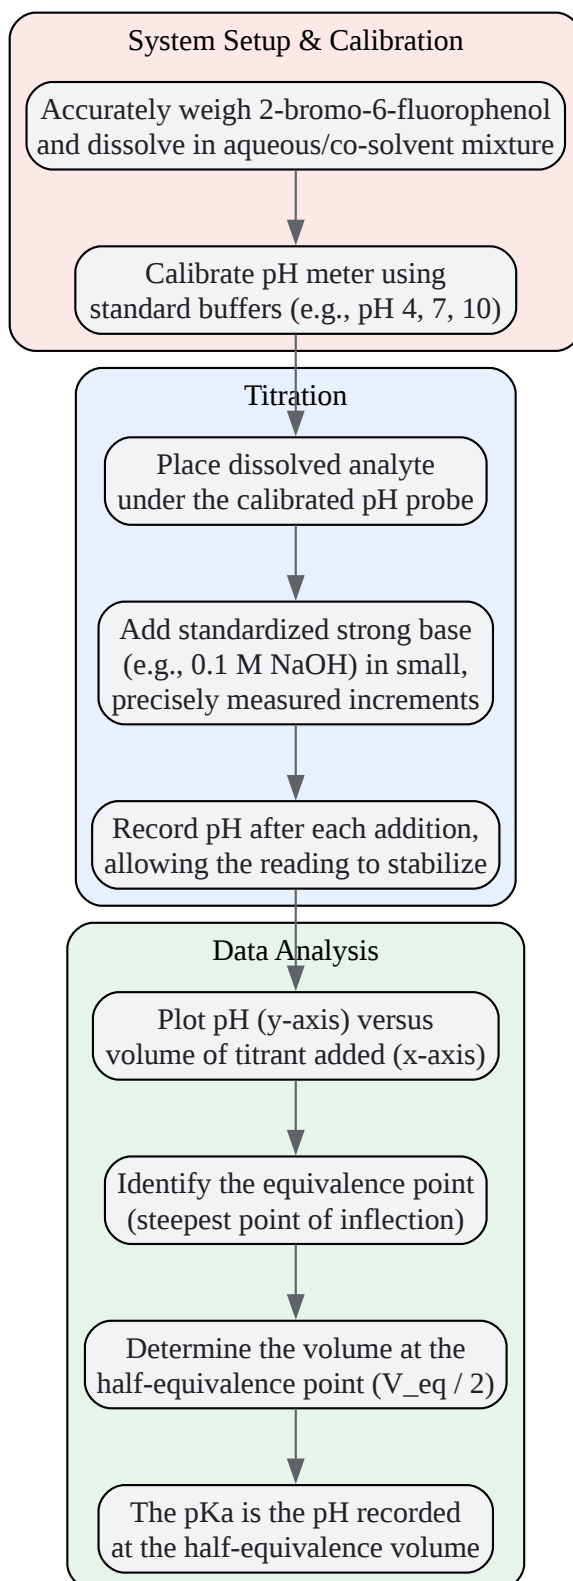 System Setup & Calibration
Accurately weigh 2-bromo-6-fluorophenol
and dissolve in aqueous/co-solvent mixture
Calibrate pH meter using
standard buffers (e.g., pH 4, 7, 10)
Titration
Place dissolved analyte
under the calibrated pH probe
Add standardized strong base
(e.g., 0.1 M NaOH) in small,
precisely measured increments
Record pH after each addition,
allowing the reading to stabilize
Data Analysis
Plot pH (y-axis) versus
volume of titrant added (x-axis)
Identify the equivalence point
(steepest point of inflection)
Determine the volume at the
half-equivalence point (V_eq / 2)
The pKa is the pH recorded
at the half-equivalence volume